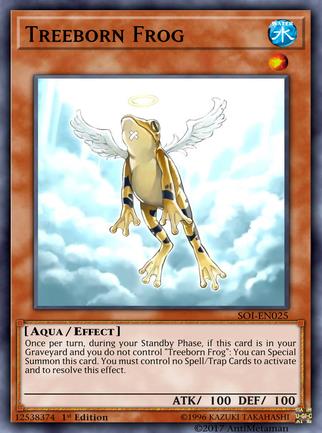 Treeborn Frog
WATER
水
SOI-EN025
[ Aqua / Effect ]
Once per turn, during your Standby Phase, if this card is in
your Graveyard and you do not control "Treeborn Frog": You can Special
Summon this card. You must control no Spell/Trap Cards to activate
and to resolve this effect.
ATK/ 100 DEF/ 100
12538374 1st Edition
©1996 KAZUKI TAKAHASHI
©2017 AntiMetaman